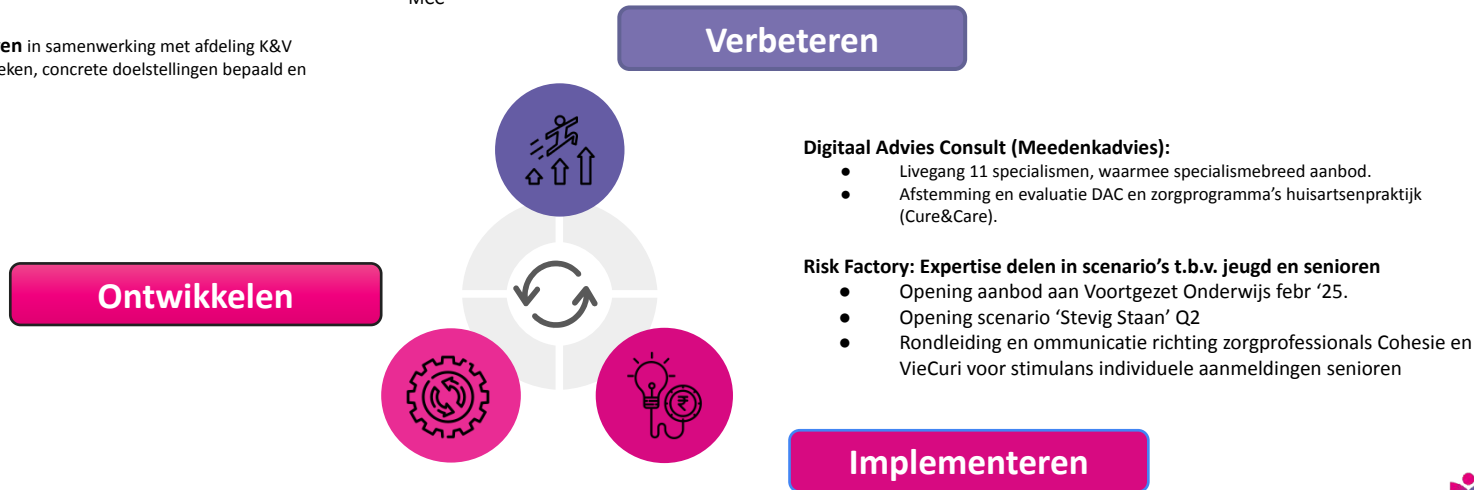 Mee
Verbeteren
en in samenwerking met afdeling K&V
eken, concrete doelstellingen bepaald en
Digitaal Advies Consult (Meedenkadvies):
● Livegang 11 specialismen, waarmee specialismebreed aanbod.
● Afstemming en evaluatie DAC en zorgprogramma's huisartsenpraktijk
(Cure&Care).
Risk Factory: Expertise delen in scenario's t.b.v. jeugd en senioren
● Opening aanbod aan Voortgezet Onderwijs febr '25.
● Opening scenario 'Stevig Staan' Q2
● Rondleiding en ommunicatie richting zorgprofessionals Cohesie en
VieCuri voor stimulans individuele aanmeldingen senioren
Ontwikkelen
₹
Implementeren